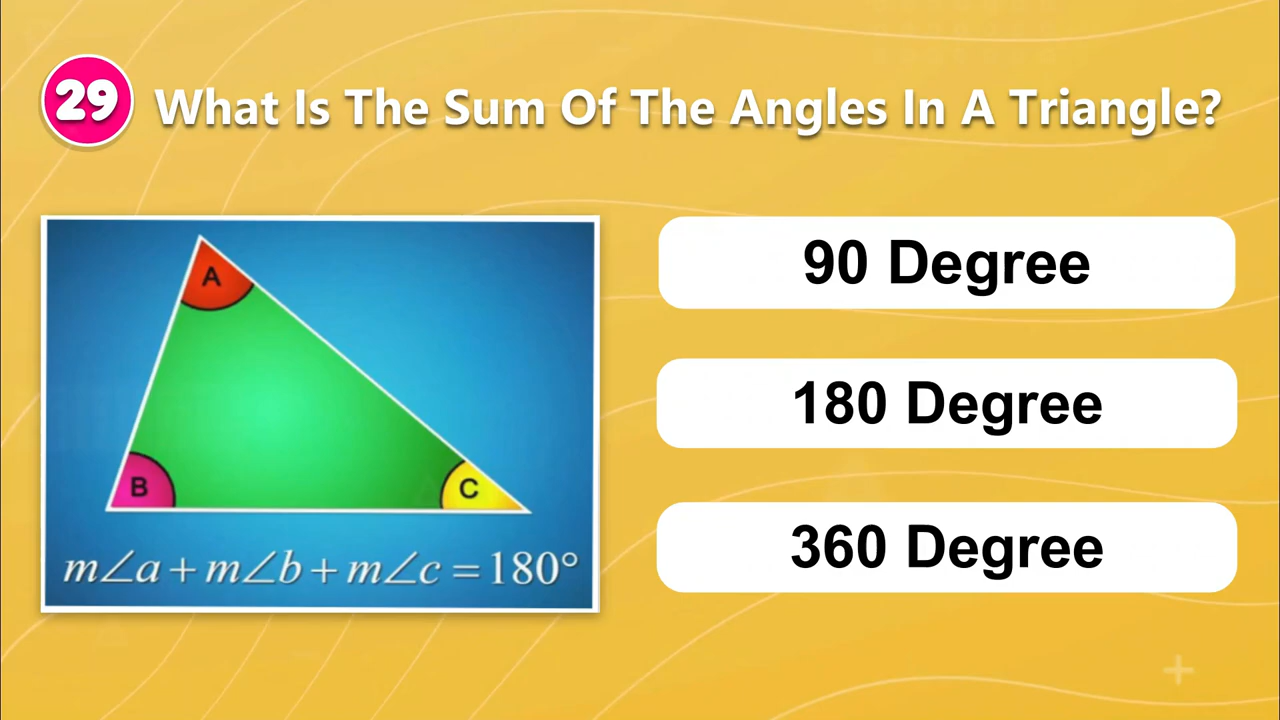 29
What Is The Sum Of The Angles In A Triangle?
A
B
C
m∠a + m∠b + m∠c = 180°
90 Degree
180 Degree
360 Degree